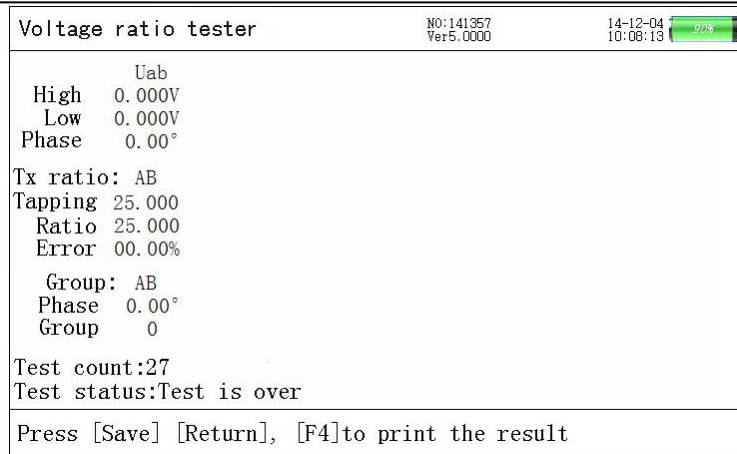 Voltage ratio tester NO:141357 14-12-04 90%
Ver5.0000 10:08:13
Uab
High 0.000V
Low 0.000V
Phase 0.00°
Tx ratio: AB
Tapping 25.000
Ratio 25.000
Error 00.00%
Group: AB
Phase 0.00°
Group 0
Test count:27
Test status:Test is over
Press [Save] [Return], [F4]to print the result